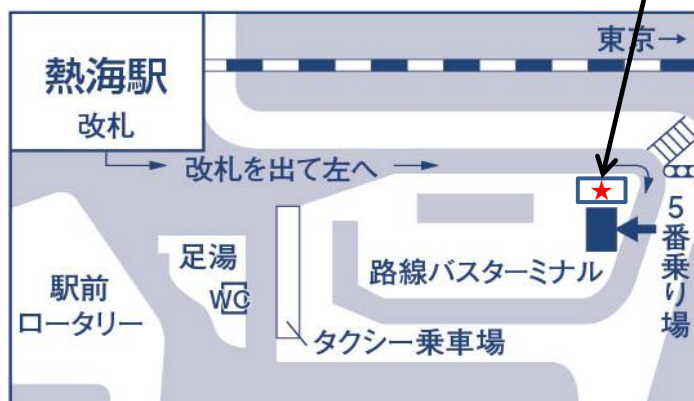 東京→
熱海駅
改札
改札を出て左へ
足湯
WC
駅前
ロータリー
タクシー乗車場
路線バスターミナル
5番乗り場